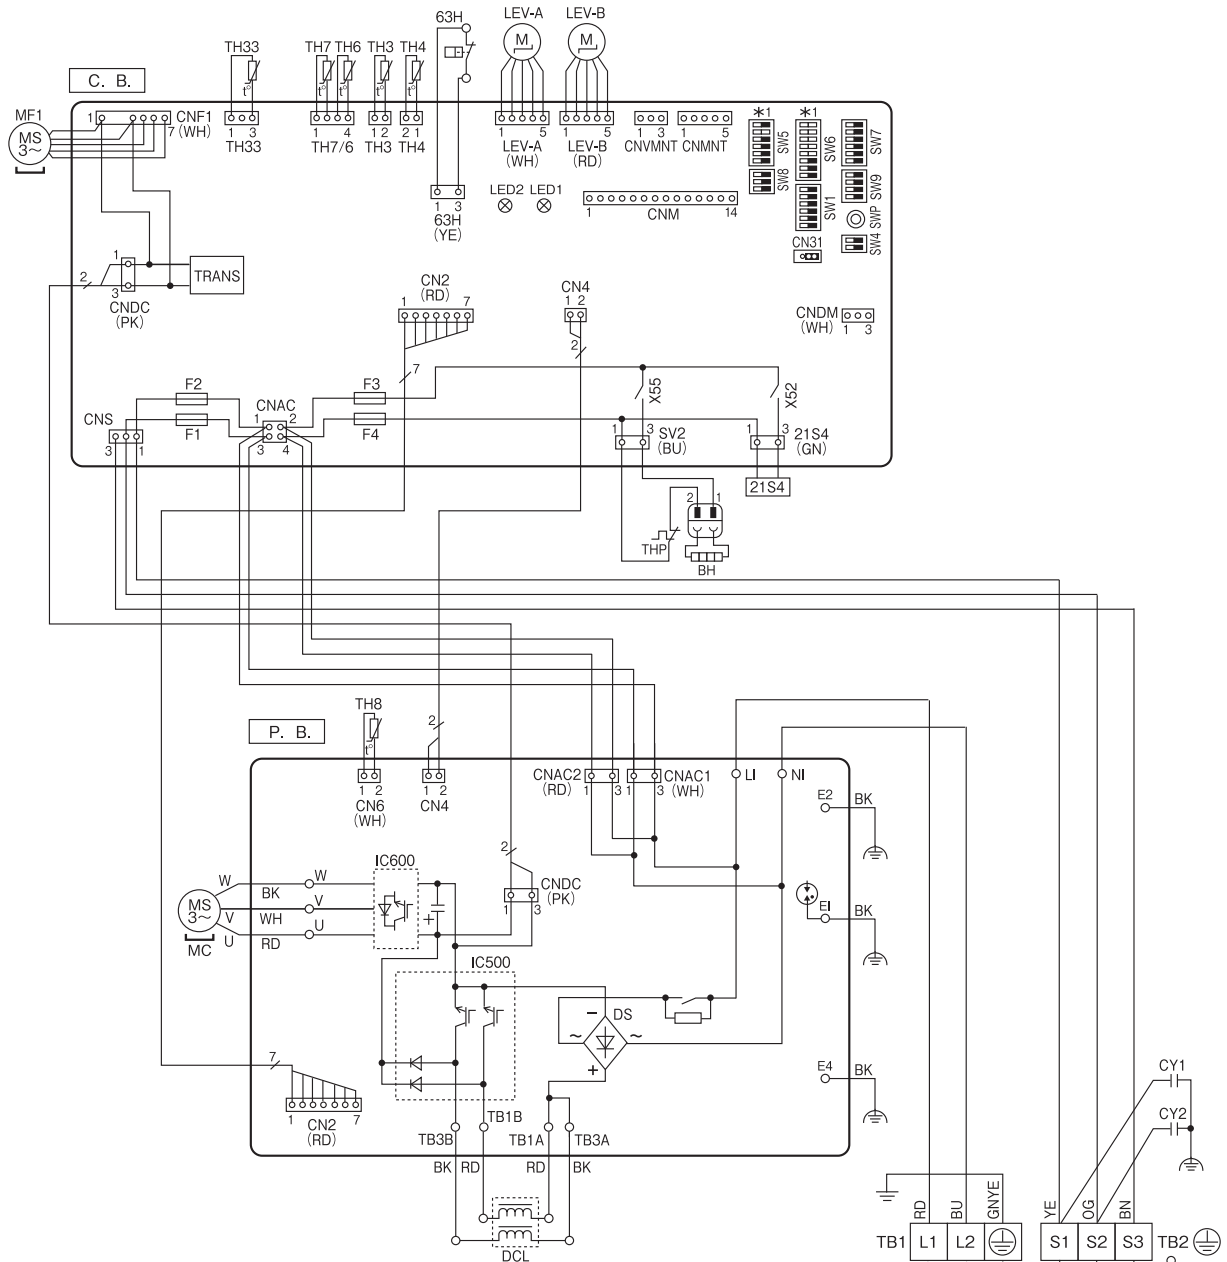 63H
LEV-A
LEV-B
M
M
TH33
TH7
TH6
TH3
TH4
t°
t°
t°
t°
t°
C. B.
MF1
MS
3~
1
CNF1
7
(WH)
1 3
TH33
1 4
TH7/6
1 2
TH3
2 1
TH4
1 5
LEV-A
(WH)
1 5
LEV-B
(RD)
1 3
CNVMNT
1 5
CNMNT
*1
SW5
SW8
*1
SW6
SW1
CN31
SW7
SW9
SWP
SW4
1 3
63H
(YE)
LED2
LED1
1 14
CNM
1
3
2
CNDC
(PK)
TRANS
CN2
(RD)
1 7
7
CN4
1 2
2
CNDM
(WH)
1 3
F2
F1
CNAC
1 2
3 4
F3
F4
CNS
3 1
X55
X52
1 3
SV2
(BU)
1 3
21S4
(GN)
21S4
2 1
THP
BH
P. B.
TH8
t°
1 2
CN6
(WH)
2
1 2
CN4
CNAC2
(RD)
1 3
1 3
CNAC1
(WH)
LI
NI
E2
BK
IC600
2
CNDC
(PK)
1 3
MS
3~
MC
W
V
U
BK
WH
RD
W
V
U
+
EI
BK
IC500
DS
−
~
~
+
E4
BK
7
1 7
CN2
(RD)
TB3B
TB1B
TB1A
TB3A
BK
RD
RD
BK
DCL
CY1
CY2
RD
BU
GNYE
TB1
L1
L2
YE
OG
BN
S1
S2
S3
TB2